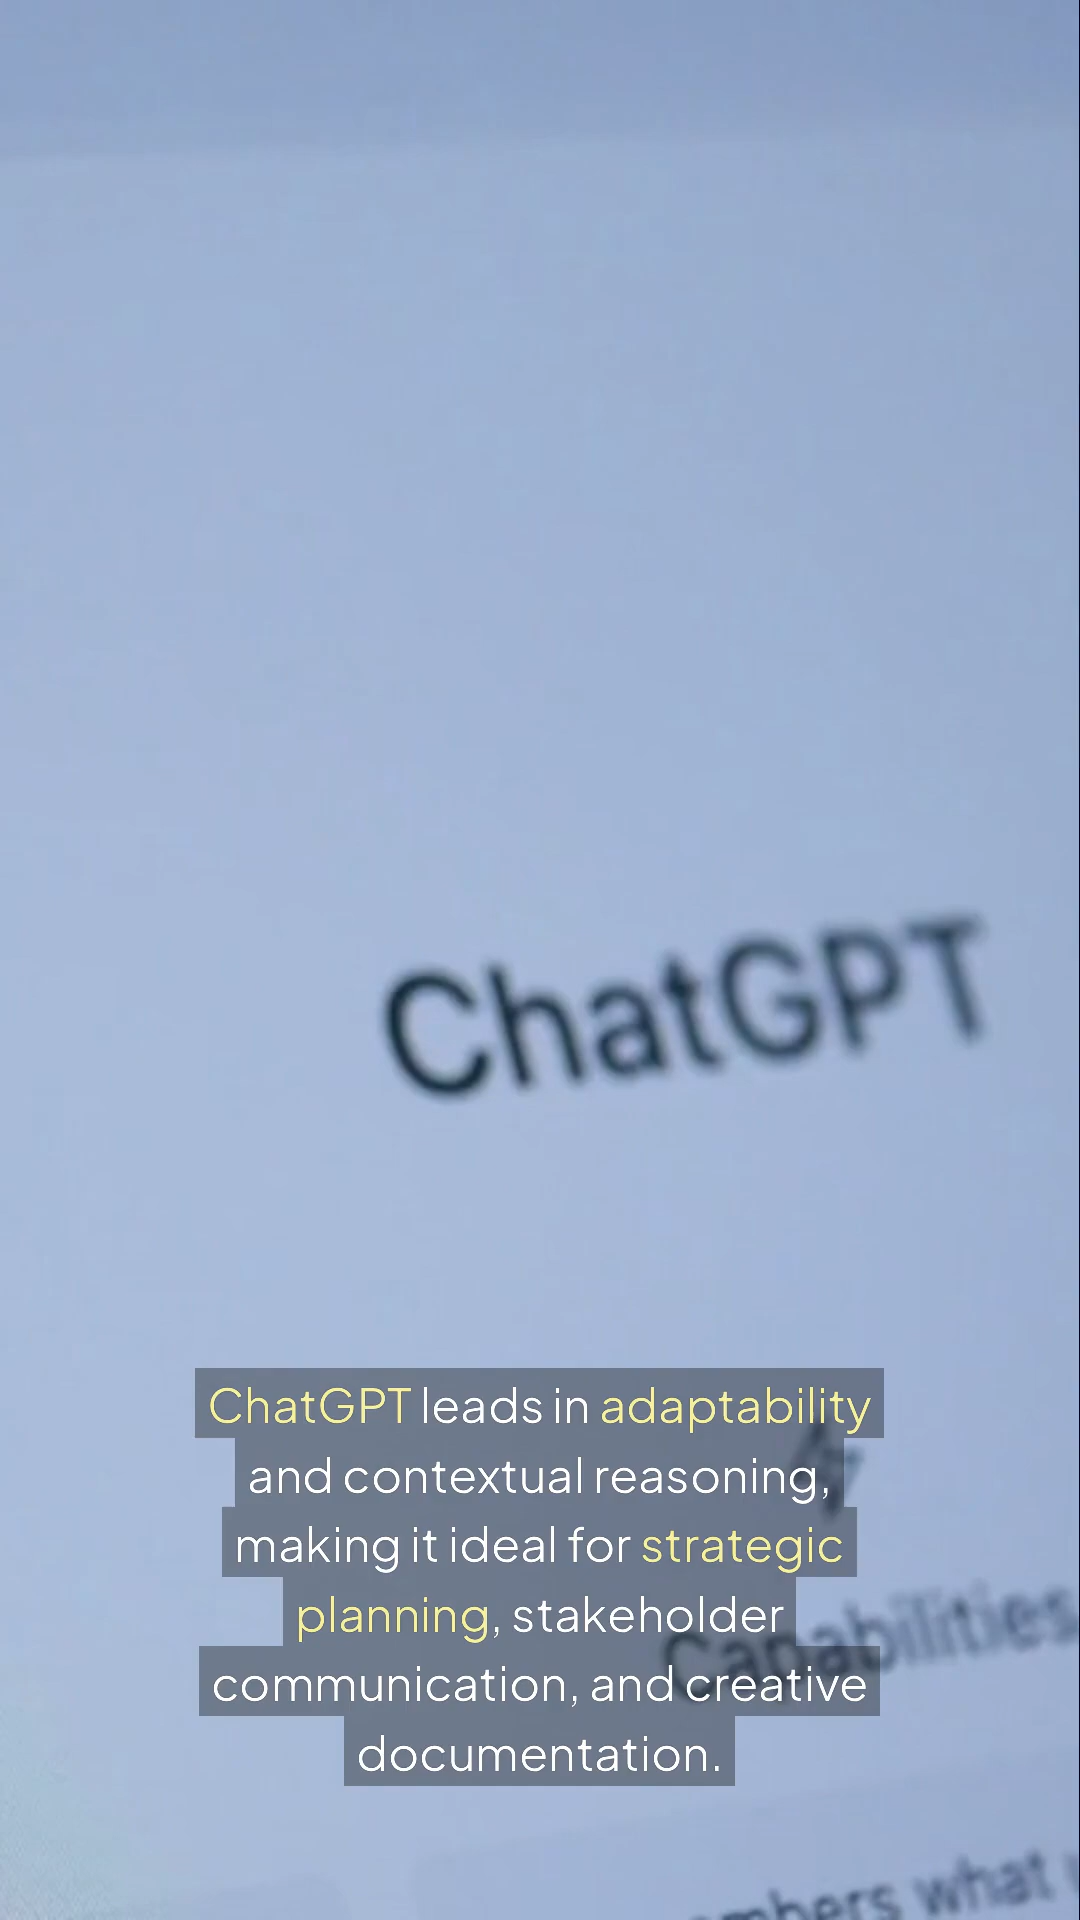 ChatGPT
ChatGPT leads in adaptability
and contextual reasoning,
making it ideal for strategic
planning, stakeholder
communication, and creative
documentation.
Capabilities
what